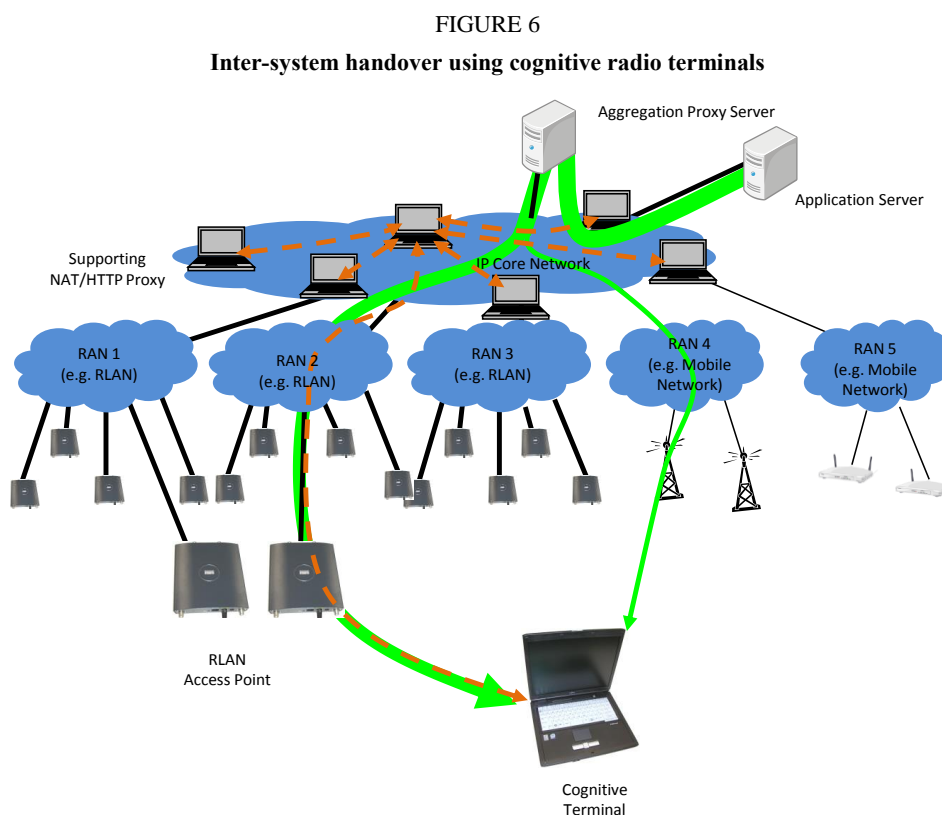 FIGURE 6
Inter-system handover using cognitive radio terminals
Aggregation Proxy Server
Application Server
Supporting
NAT/HTTP Proxy
IP Core Network
RAN 1
(e.g. RLAN)
RAN 2
(e.g. RLAN)
RAN 3
(e.g. RLAN)
RAN 4
(e.g. Mobile
Network)
RAN 5
(e.g. Mobile
Network)
RLAN
Access Point
Cognitive
Terminal